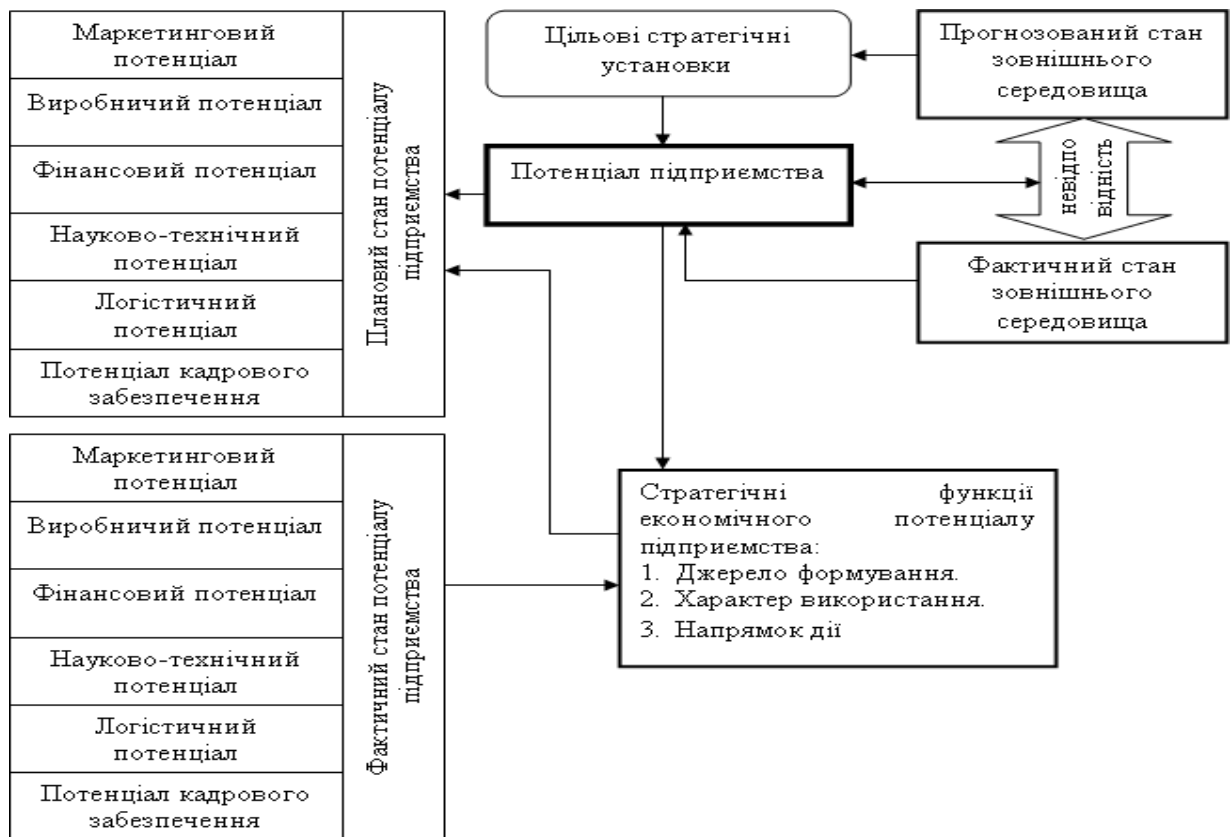 Маркетинговий
потенціал
Виробничий потенціал
Фінансовий потенціал
Науково-технічний
потенціал
Логістичний
потенціал
Потенціал кадрового
забезпечення
Плановий стан потенціалу
підприємства
Цільові стратегічні
установки
Прогнозований стан
зовнішнього
середовища
Потенціал підприємства
невідпо
відність
Фактичний стан
зовнішнього
середовища
Маркетинговий
потенціал
Виробничий потенціал
Фінансовий потенціал
Науково-технічний
потенціал
Логістичний
потенціал
Потенціал кадрового
забезпечення
Фактичний стан потенціалу
підприємства
Стратегічні функції
економічного потенціалу
підприємства:
1. Джерело формування.
2. Характер використання.
3. Напрямок дії